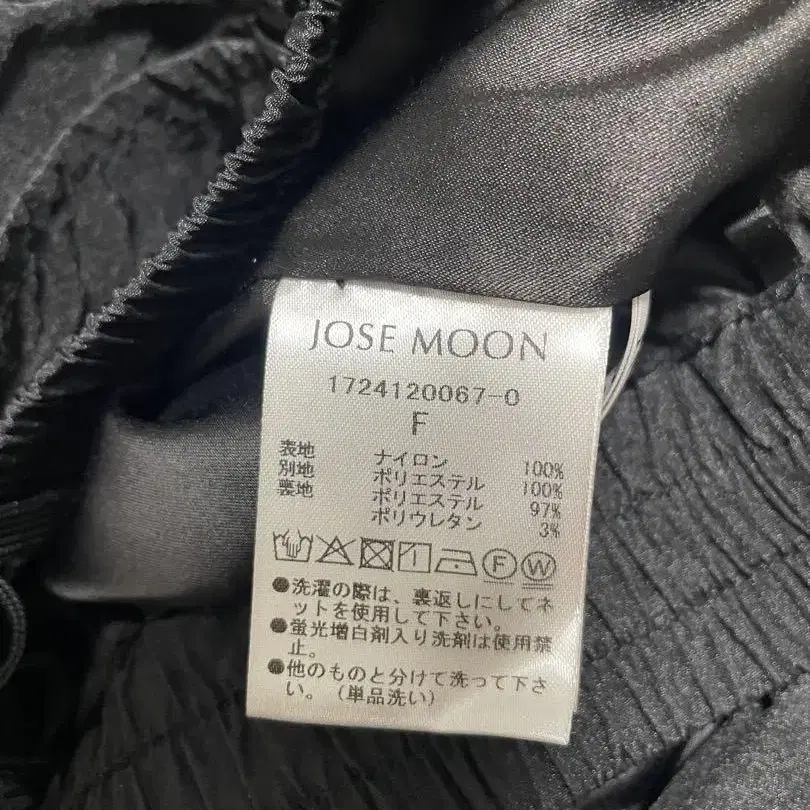 JOSE MOON
1724120067-0
F
表地 ナイロン 100%
別地 ポリエステル 100%
裏地 ポリエステル 97%
ポリウレタン 3%
F W
●洗濯の際は、裏返しにしてネ
ットを使用して下さい。
●蛍光増白剤入り洗剤は使用禁
止。
●他のものと分けて洗って下さ
い。（単品洗い）